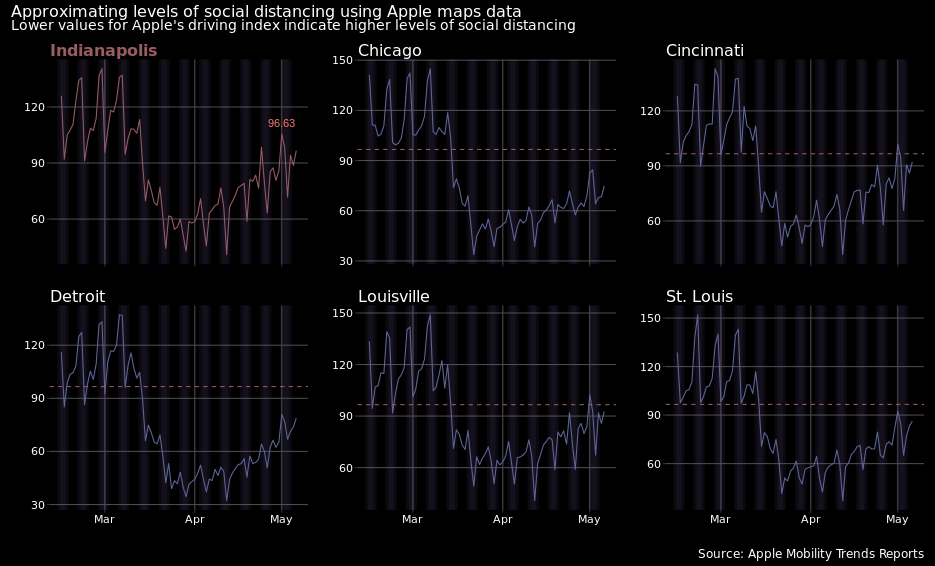 Approximating levels of social distancing using Apple maps data
Lower values for Apple's driving index indicate higher levels of social distancing
Indianapolis
120
90
60
96.63
Chicago
150
120
90
60
30
Cincinnati
120
90
60
Detroit
120
90
60
30
Mar Apr May
Louisville
150
120
90
60
Mar Apr May
St. Louis
150
120
90
60
Mar Apr May
Source: Apple Mobility Trends Reports